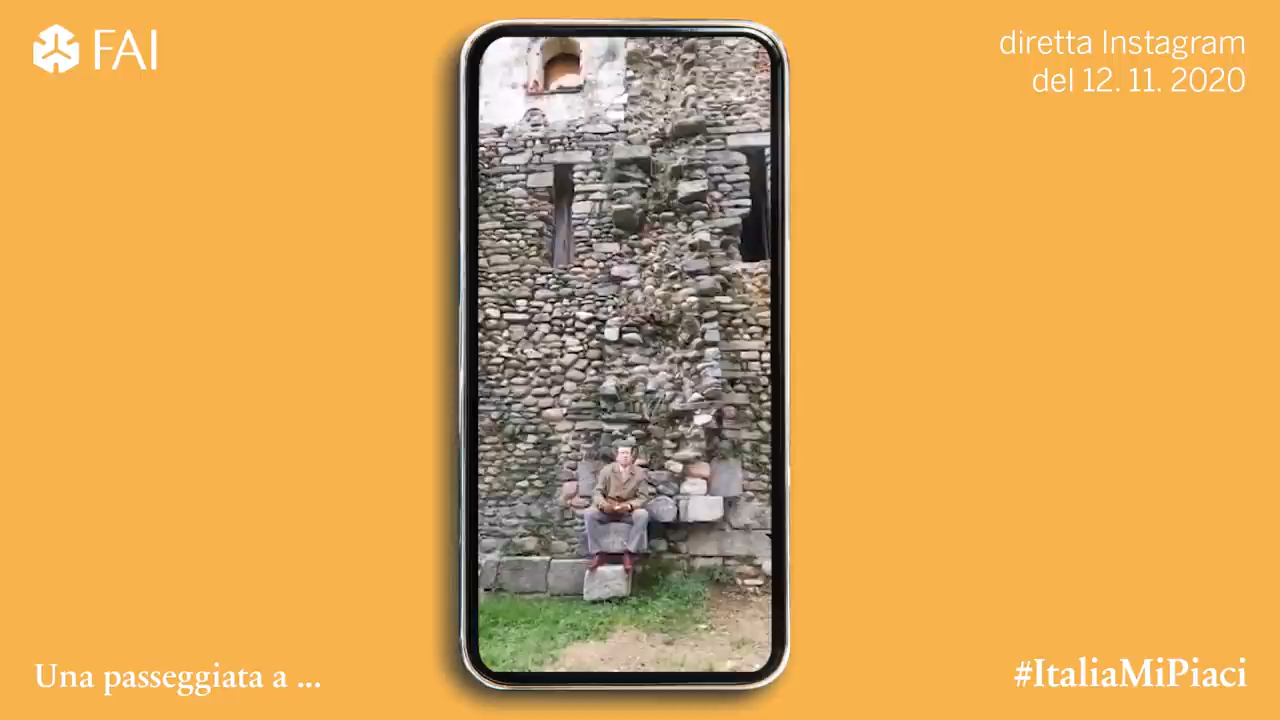 FAI
diretta Instagram
del 12. 11. 2020
Una passeggiata a ...
#ItaliaMiPiaci